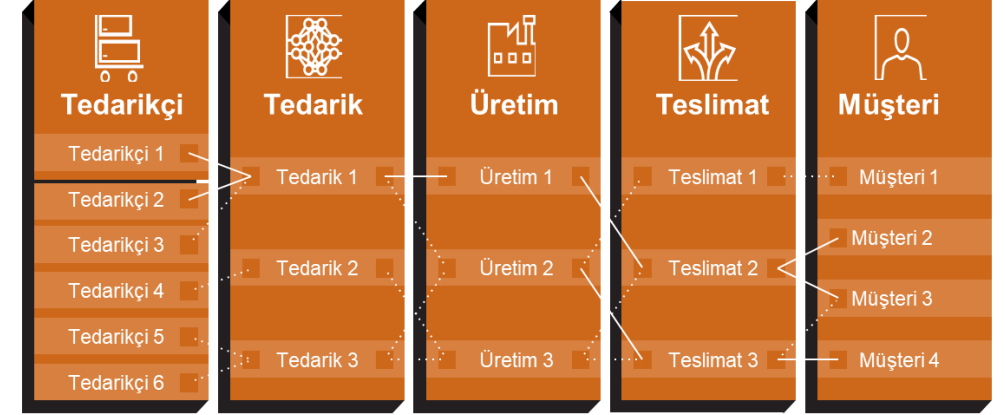 Tedarikçi
Tedarikçi 1
Tedarikçi 2
Tedarikçi 3
Tedarikçi 4
Tedarikçi 5
Tedarikçi 6
Tedarik
Tedarik 1
Tedarik 2
Tedarik 3
Üretim
Üretim 1
Üretim 2
Üretim 3
Teslimat
Teslimat 1
Teslimat 2
Teslimat 3
Müşteri
Müşteri 1
Müşteri 2
Müşteri 3
Müşteri 4